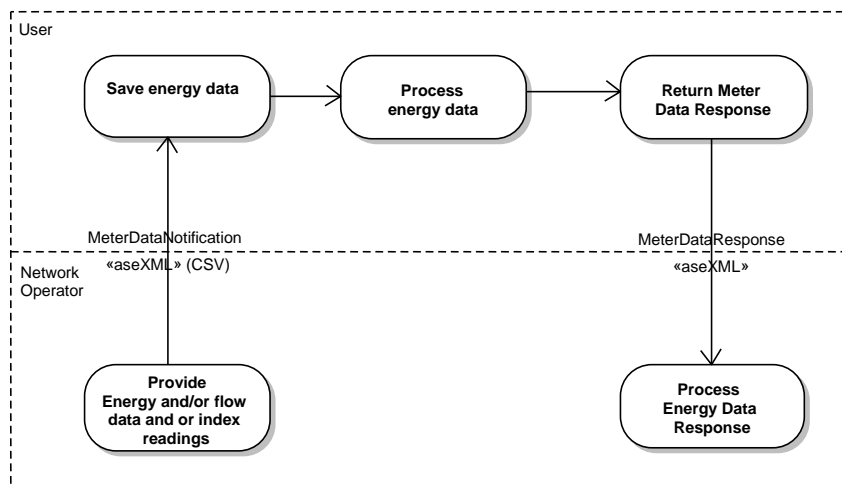 User
Save energy data
Process
energy data
Return Meter
Data Response
MeterDataNotification
«aseXML» (CSV)
MeterDataResponse
«aseXML»
Network
Operator
Provide
Energy and/or flow
data and or index
readings
Process
Energy Data
Response